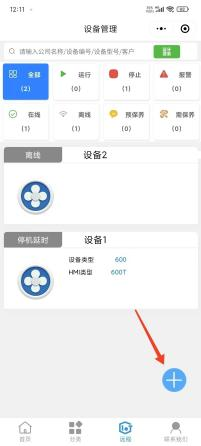 12:11
设备管理
请输入公司名称/设备编号/设备型号/客户
全部
(2)
运行
(0)
停止
(1)
报警
(0)
在线
(1)
离线
(1)
预保养
(0)
需保养
(0)
离线
设备2
停机延时
设备1
设备类型 600
HMI类型 600T
首页
分类
远程
联系我们